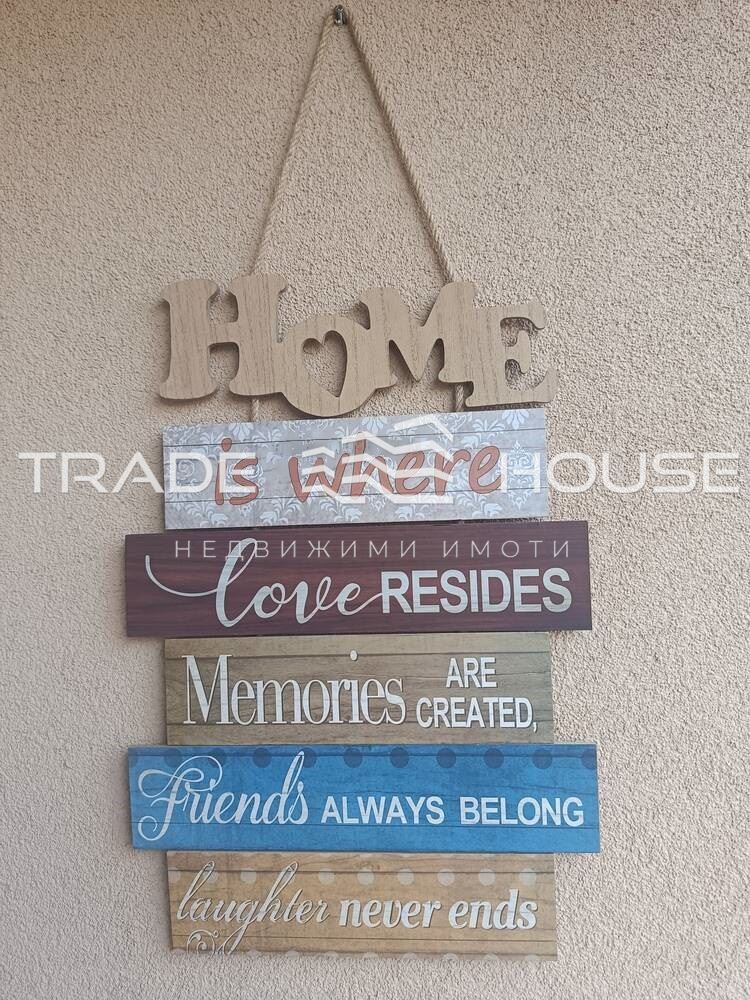 HOME
is where
TRADE HOUSE
НЕДВИЖИМИ ИМОТИ
love RESIDES
Memories ARE CREATED,
Friends ALWAYS BELONG
laughter never ends